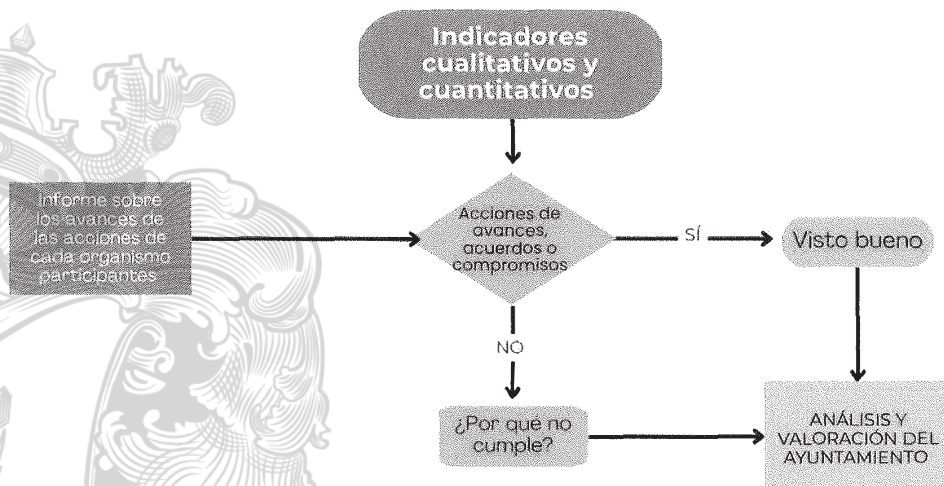 Indicadores
cualitativos y
cuantitativos
Informe sobre
los avances de
las acciones de
cada organismo
participantes
Acciones de
avances,
acuerdos o
compromisos
SÍ
Visto bueno
NO
¿Por qué no
cumple?
ANÁLISIS Y
VALORACIÓN DEL
AYUNTAMIENTO